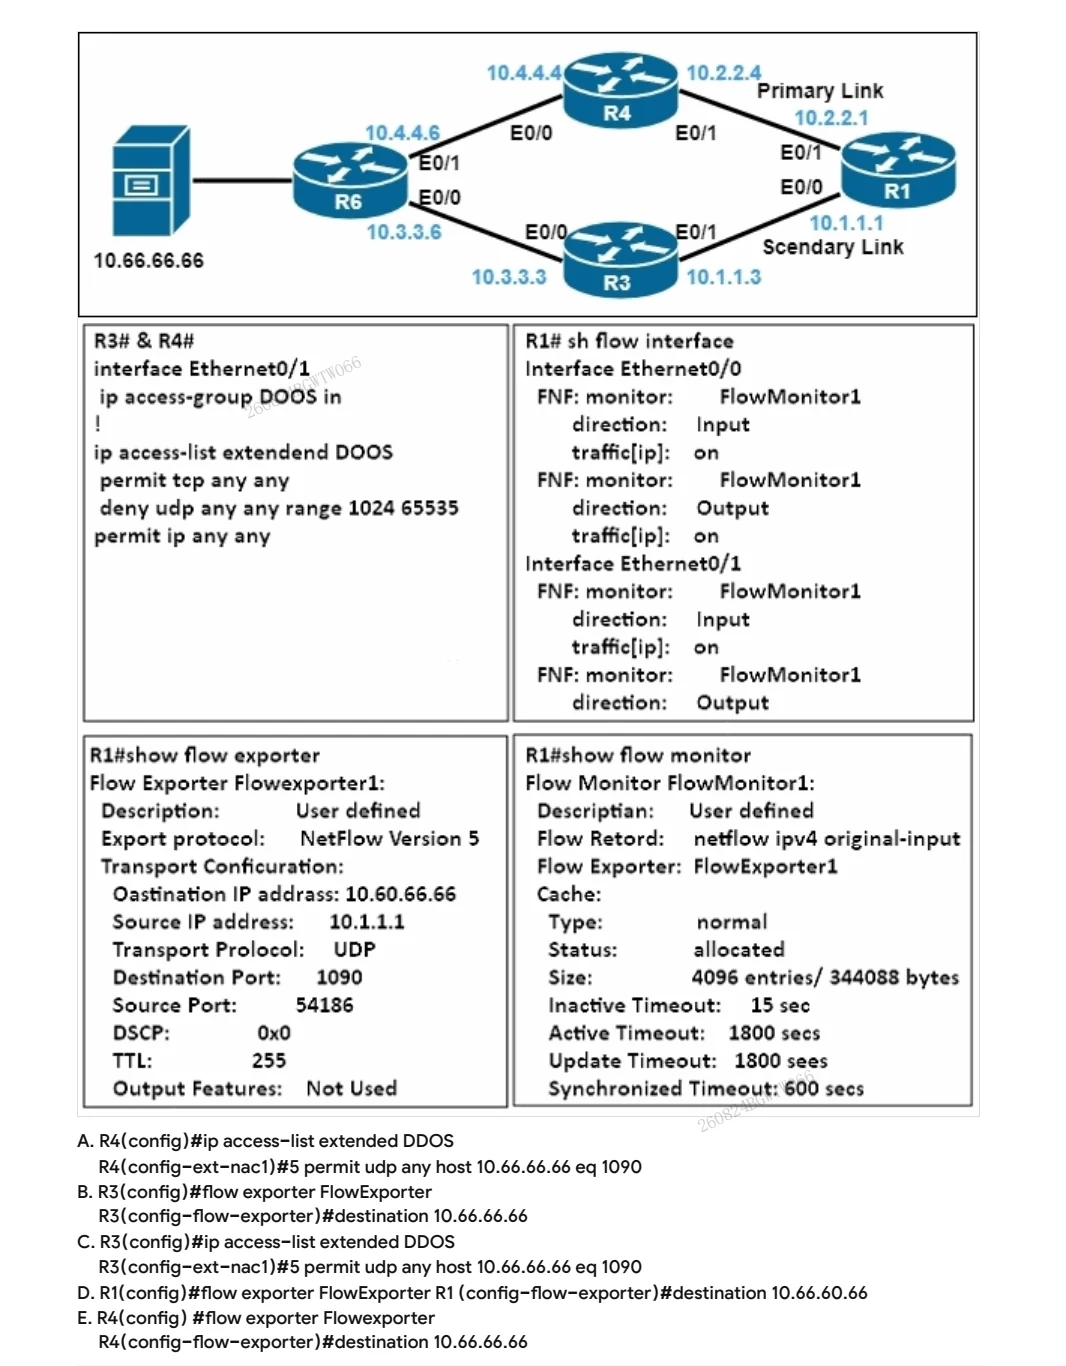 10.4.4.4
10.2.2.4
R4
Primary Link
10.2.2.1
10.4.4.6
E0/0
E0/1
E0/1
E0/1
R6
E0/0
E0/0
R1
10.3.3.6
E0/0
E0/1
10.1.1.1
Scendary Link
10.66.66.66
10.3.3.3
R3
10.1.1.3
R3# & R4#
interface Ethernet0/1
ip access-group DOOS in
!
ip access-list extendend DOOS
permit tcp any any
deny udp any any range 1024 65535
permit ip any any
R1# sh flow interface
Interface Ethernet0/0
FNF: monitor: FlowMonitor1
direction: Input
traffic[ip]: on
FNF: monitor: FlowMonitor1
direction: Output
traffic[ip]: on
Interface Ethernet0/1
FNF: monitor: FlowMonitor1
direction: Input
traffic[ip]: on
FNF: monitor: FlowMonitor1
direction: Output
R1#show flow exporter
Flow Exporter Flowexporter1:
Description: User defined
Export protocol: NetFlow Version 5
Transport Conficuration:
Oastination IP addrass: 10.60.66.66
Source IP address: 10.1.1.1
Transport Prolocol: UDP
Destination Port: 1090
Source Port: 54186
DSCP: 0x0
TTL: 255
Output Features: Not Used
R1#show flow monitor
Flow Monitor FlowMonitor1:
Descriptian: User defined
Flow Retord: netflow ipv4 original-input
Flow Exporter: FlowExporter1
Cache:
Type: normal
Status: allocated
Size: 4096 entries/ 344088 bytes
Inactive Timeout: 15 sec
Active Timeout: 1800 secs
Update Timeout: 1800 sees
Synchronized Timeout: 600 secs
A. R4(config)#ip access-list extended DDOS
R4(config-ext-nac1)#5 permit udp any host 10.66.66.66 eq 1090
B. R3(config)#flow exporter FlowExporter
R3(config-flow-exporter)#destination 10.66.66.66
C. R3(config)#ip access-list extended DDOS
R3(config-ext-nac1)#5 permit udp any host 10.66.66.66 eq 1090
D. R1(config)#flow exporter FlowExporter R1 (config-flow-exporter)#destination 10.66.60.66
E. R4(config) #flow exporter Flowexporter
R4(config-flow-exporter)#destination 10.66.66.66